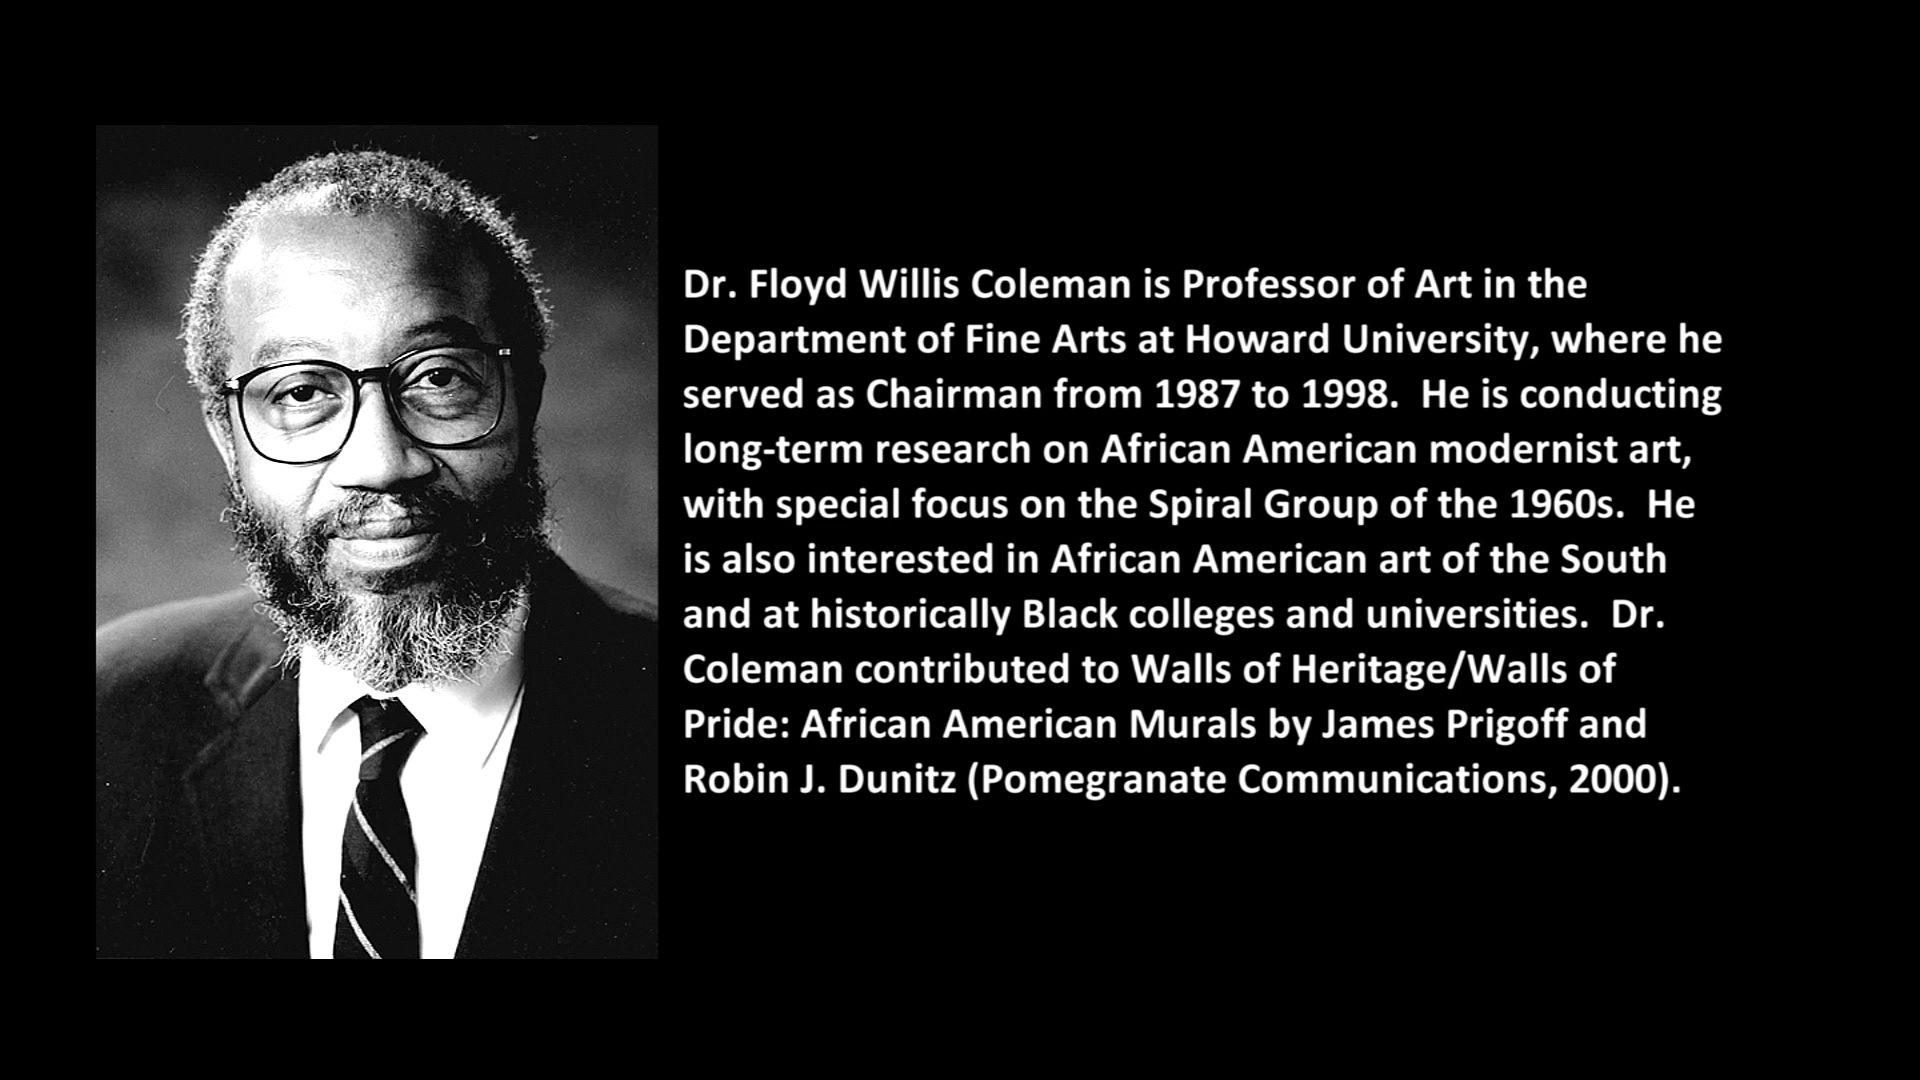 Dr. Floyd Willis Coleman is Professor of Art in the
Department of Fine Arts at Howard University, where he
served as Chairman from 1987 to 1998.  He is conducting
long-term research on African American modernist art,
with special focus on the Spiral Group of the 1960s.  He
is also interested in African American art of the South
and at historically Black colleges and universities.  Dr.
Coleman contributed to Walls of Heritage/Walls of
Pride: African American Murals by James Prigoff and
Robin J. Dunitz (Pomegranate Communications, 2000).